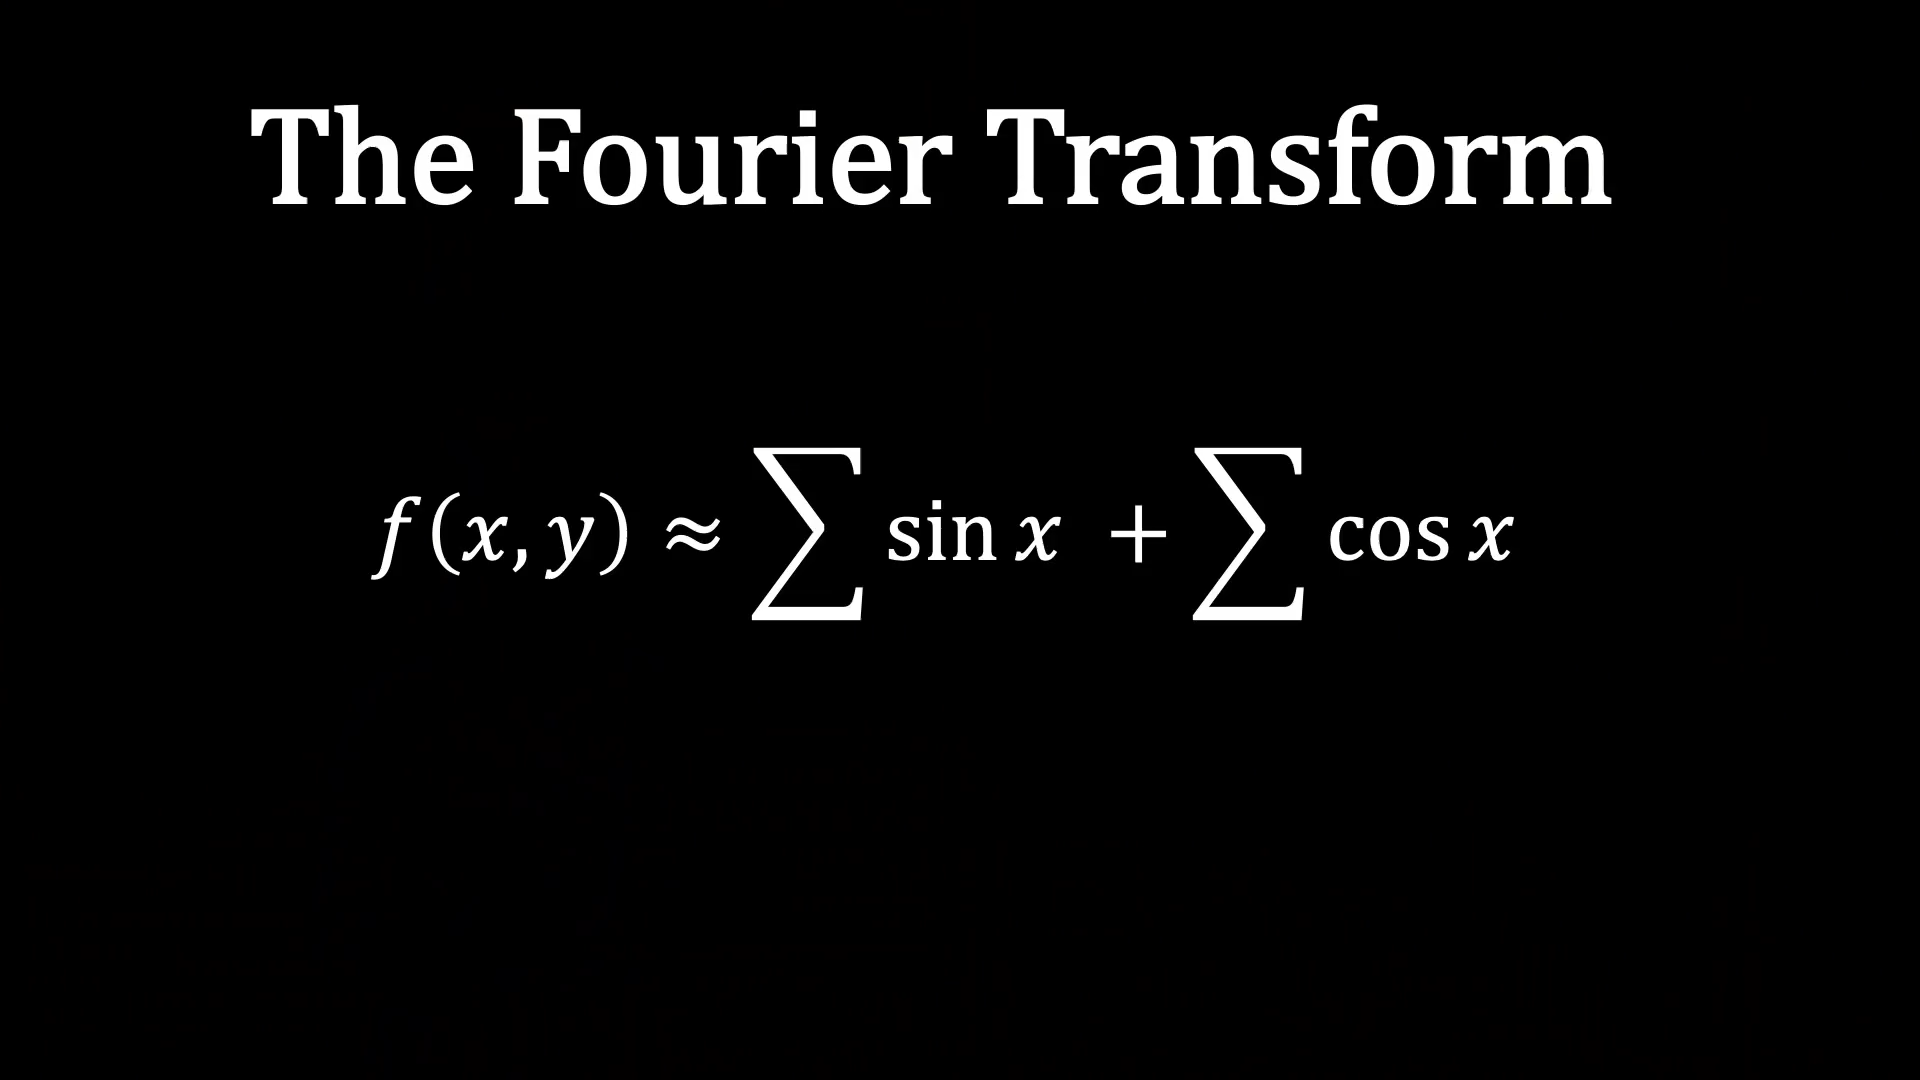 The Fourier Transform
f(x, y) ≈ ∑ sin x + ∑ cos x